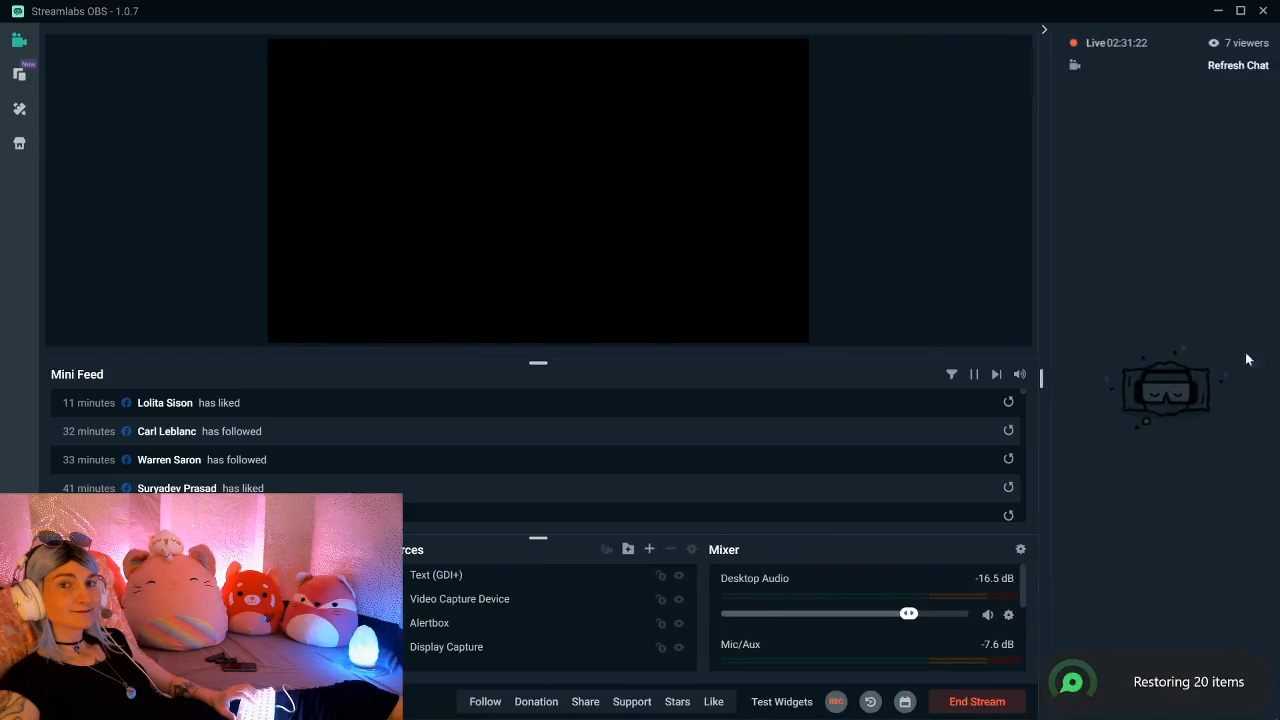 Streamlabs OBS - 1.0.7
Live 02:31:22
7 viewers
Refresh Chat
New
Mini Feed
11 minutes Lolita Sison has liked
32 minutes Carl Leblanc has followed
33 minutes Warren Saron has followed
41 minutes Suryadev Prasad has liked
Mixer
Text (GDI+)
Video Capture Device
Alertbox
Display Capture
Desktop Audio -16.5 dB
Mic/Aux -7.6 dB
Restoring 20 items
Follow Donation Share Support Stars Like Test Widgets REC End Stream